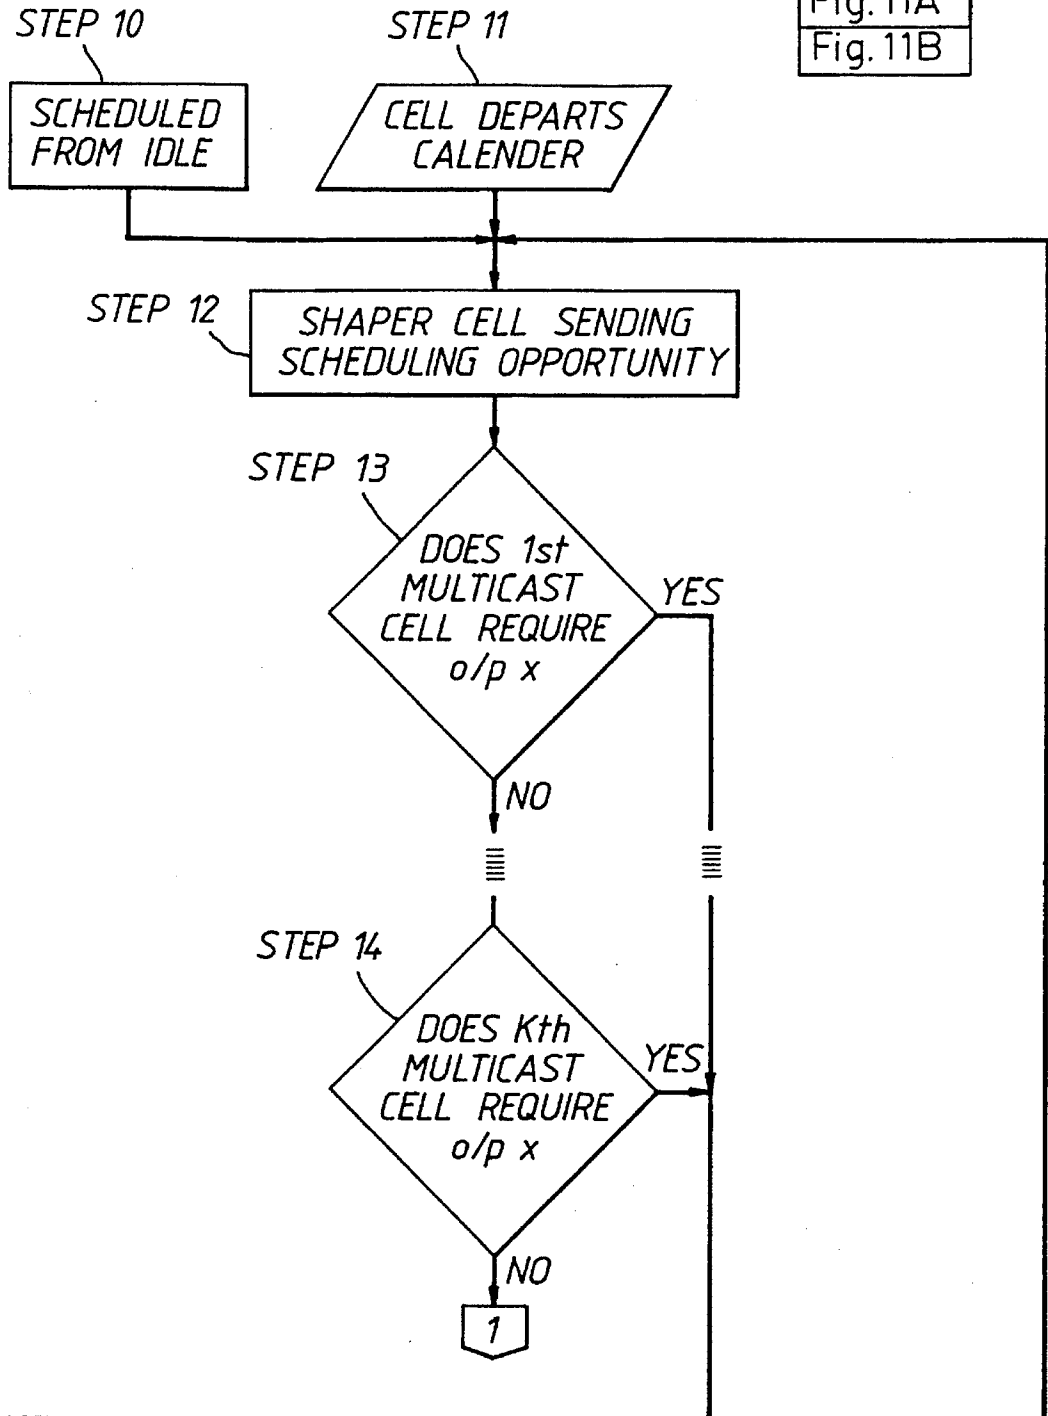 Fig. 11A
Fig. 11B
STEP 10
STEP 11
SCHEDULED
FROM IDLE
CELL DEPARTS
CALENDER
STEP 12
SHAPER CELL SENDING
SCHEDULING OPPORTUNITY
STEP 13
DOES 1st
MULTICAST
CELL REQUIRE
o/p x
YES
NO
STEP 14
DOES Kth
MULTICAST
CELL REQUIRE
o/p x
YES
NO
1